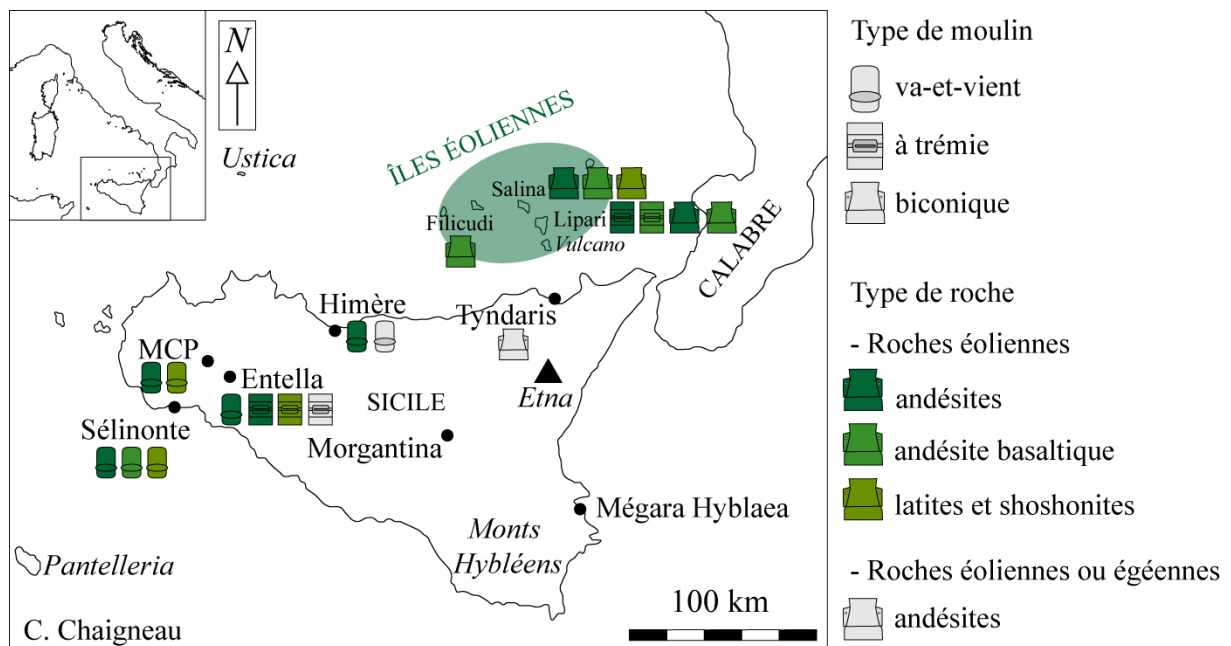 N
Ustica
ÎLES ÉOLIENNES
Salina
Filicudi
Lipari
Vulcano
CALABRE
Himère
Tyndaris
MCP
Entella
Etna
SICILE
Sélinonte
Morgantina
Mégara Hyblaea
Monts
Hybléens
Pantelleria
100 km
C. Chaigneau
Type de moulin
va-et-vient
à trémie
biconique
Type de roche
- Roches éoliennes
andésites
andésite basaltique
latites et shoshonites
- Roches éoliennes ou égéennes
andésites